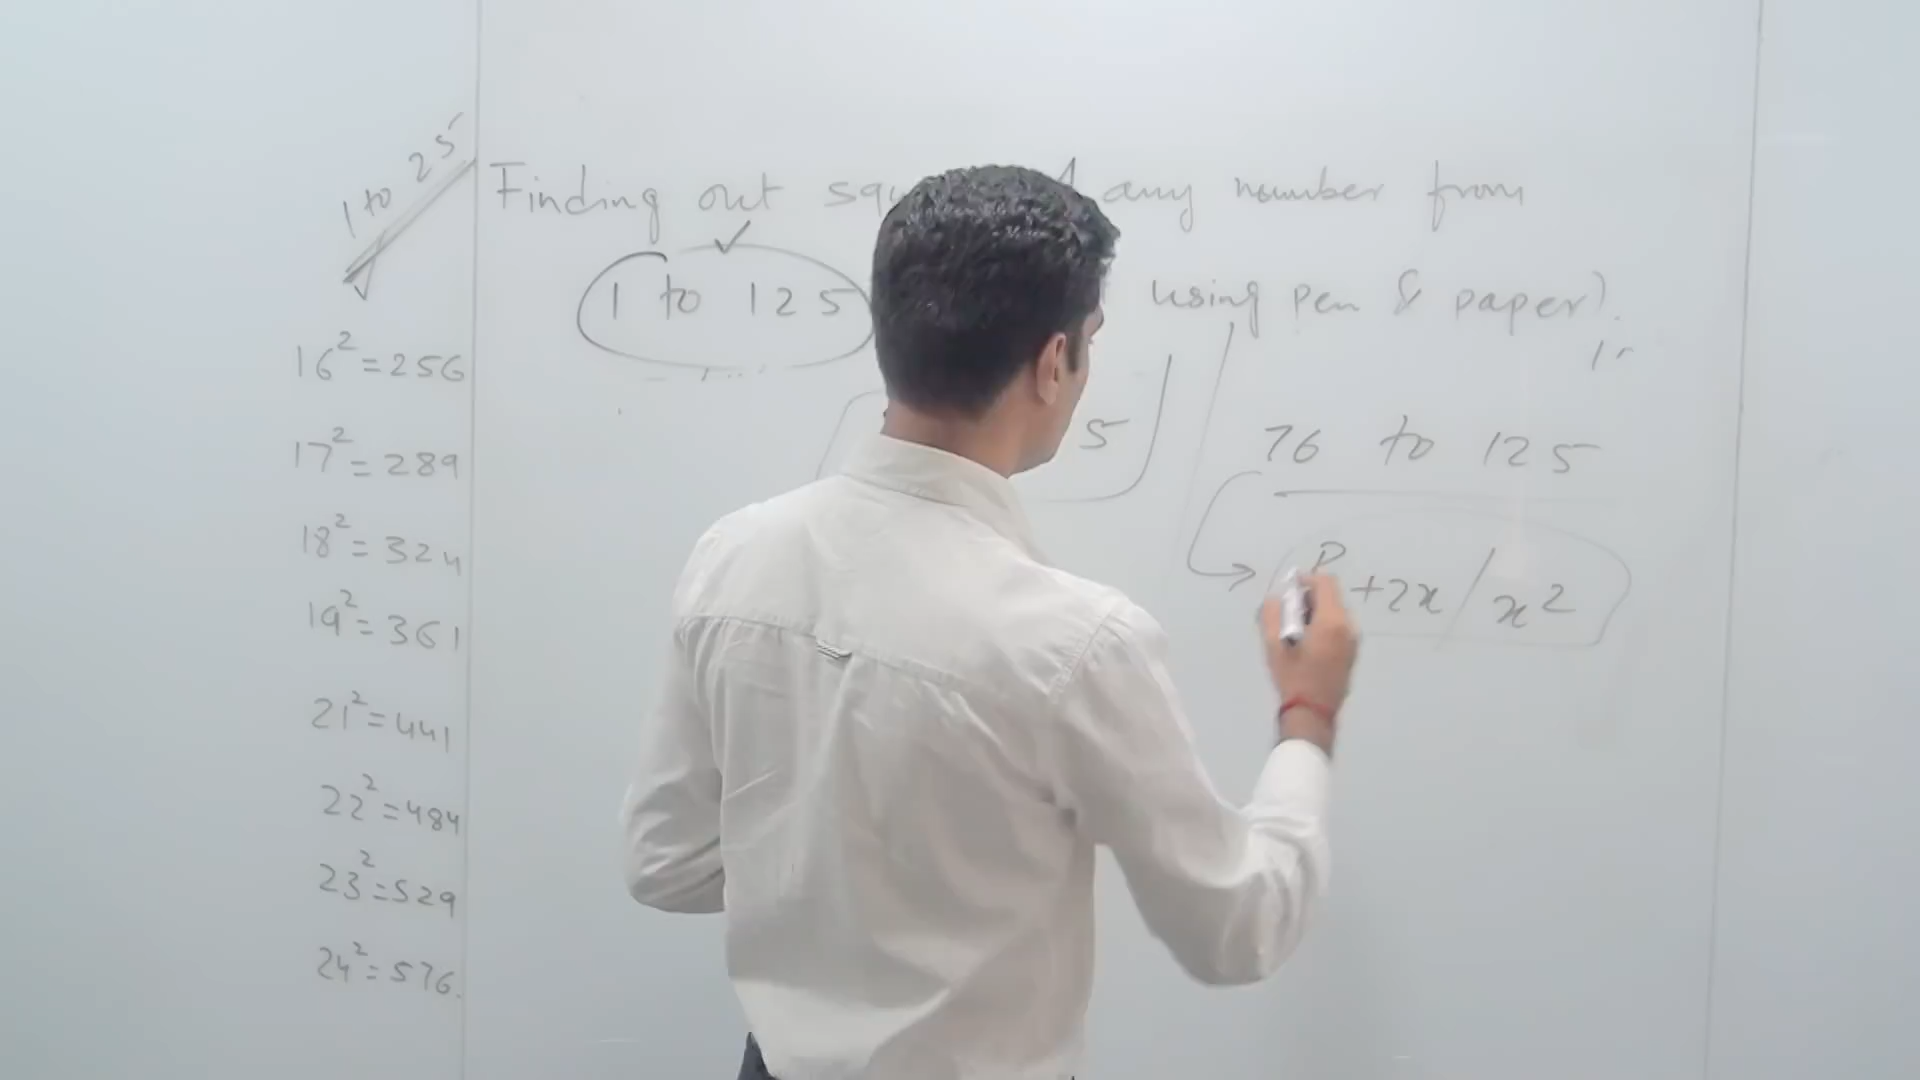 1 to 25
16²=256
17²=289
18²=324
19²=361
21²=441
22²=484
23²=529
24²=576.
Finding out any number from
1 to 125 using pen & paper).
5
76 to 125
+2x/x²